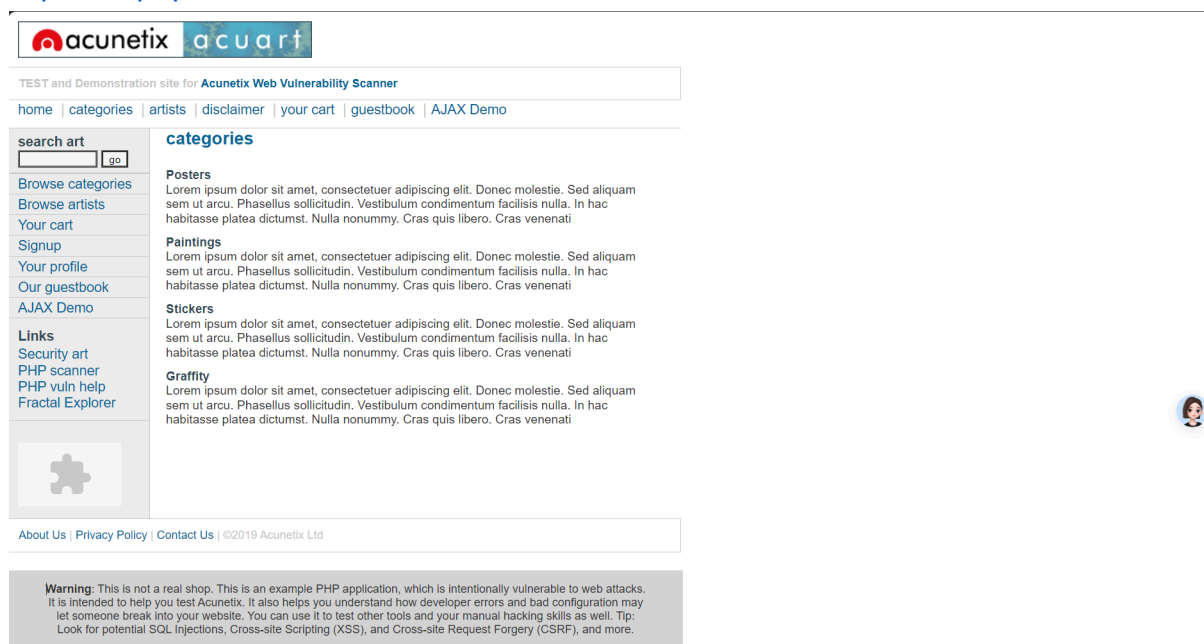 acunetix acuart
TEST and Demonstration site for Acunetix Web Vulnerability Scanner
home | categories | artists | disclaimer | your cart | guestbook | AJAX Demo
search art
go
Browse categories
Browse artists
Your cart
Signup
Your profile
Our guestbook
AJAX Demo
Links
Security art
PHP scanner
PHP vuln help
Fractal Explorer
categories
Posters
Lorem ipsum dolor sit amet, consectetuer adipiscing elit. Donec molestie. Sed aliquam
sem ut arcu. Phasellus sollicitudin. Vestibulum condimentum facilisis nulla. In hac
habitasse platea dictumst. Nulla nonummy. Cras quis libero. Cras venenati
Paintings
Lorem ipsum dolor sit amet, consectetuer adipiscing elit. Donec molestie. Sed aliquam
sem ut arcu. Phasellus sollicitudin. Vestibulum condimentum facilisis nulla. In hac
habitasse platea dictumst. Nulla nonummy. Cras quis libero. Cras venenati
Stickers
Lorem ipsum dolor sit amet, consectetuer adipiscing elit. Donec molestie. Sed aliquam
sem ut arcu. Phasellus sollicitudin. Vestibulum condimentum facilisis nulla. In hac
habitasse platea dictumst. Nulla nonummy. Cras quis libero. Cras venenati
Graffity
Lorem ipsum dolor sit amet, consectetuer adipiscing elit. Donec molestie. Sed aliquam
sem ut arcu. Phasellus sollicitudin. Vestibulum condimentum facilisis nulla. In hac
habitasse platea dictumst. Nulla nonummy. Cras quis libero. Cras venenati
About Us | Privacy Policy | Contact Us | ©2019 Acunetix Ltd
Warning: This is not a real shop. This is an example PHP application, which is intentionally vulnerable to web attacks.
It is intended to help you test Acunetix. It also helps you understand how developer errors and bad configuration may
let someone break into your website. You can use it to test other tools and your manual hacking skills as well. Tip:
Look for potential SQL Injections, Cross-site Scripting (XSS), and Cross-site Request Forgery (CSRF), and more.